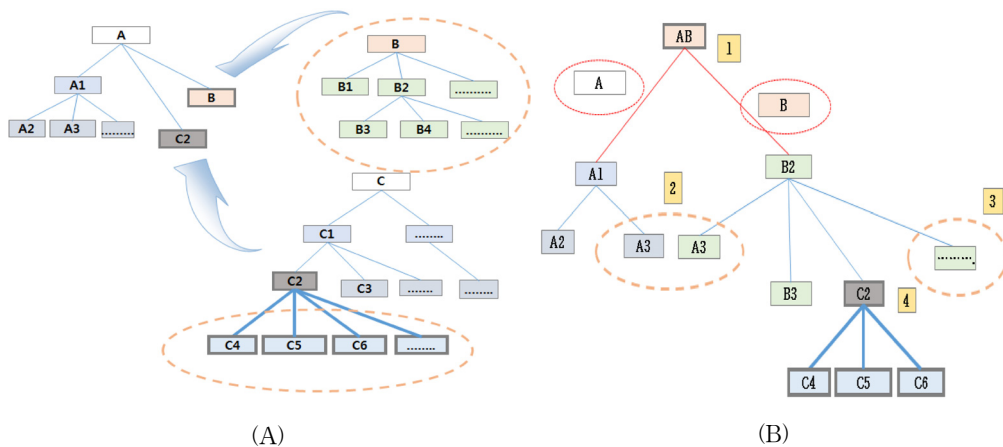 A
B
A1
B1
B2
..........
B
A2
A3
.........
B3
B4
..........
C2
C
C1
........
C2
C3
.......
........
C4
C5
C6
........
(A)
AB
1
A
B
A1
2
B2
3
A2
A3
A3
..........
B3
C2
4
C4
C5
C6
(B)